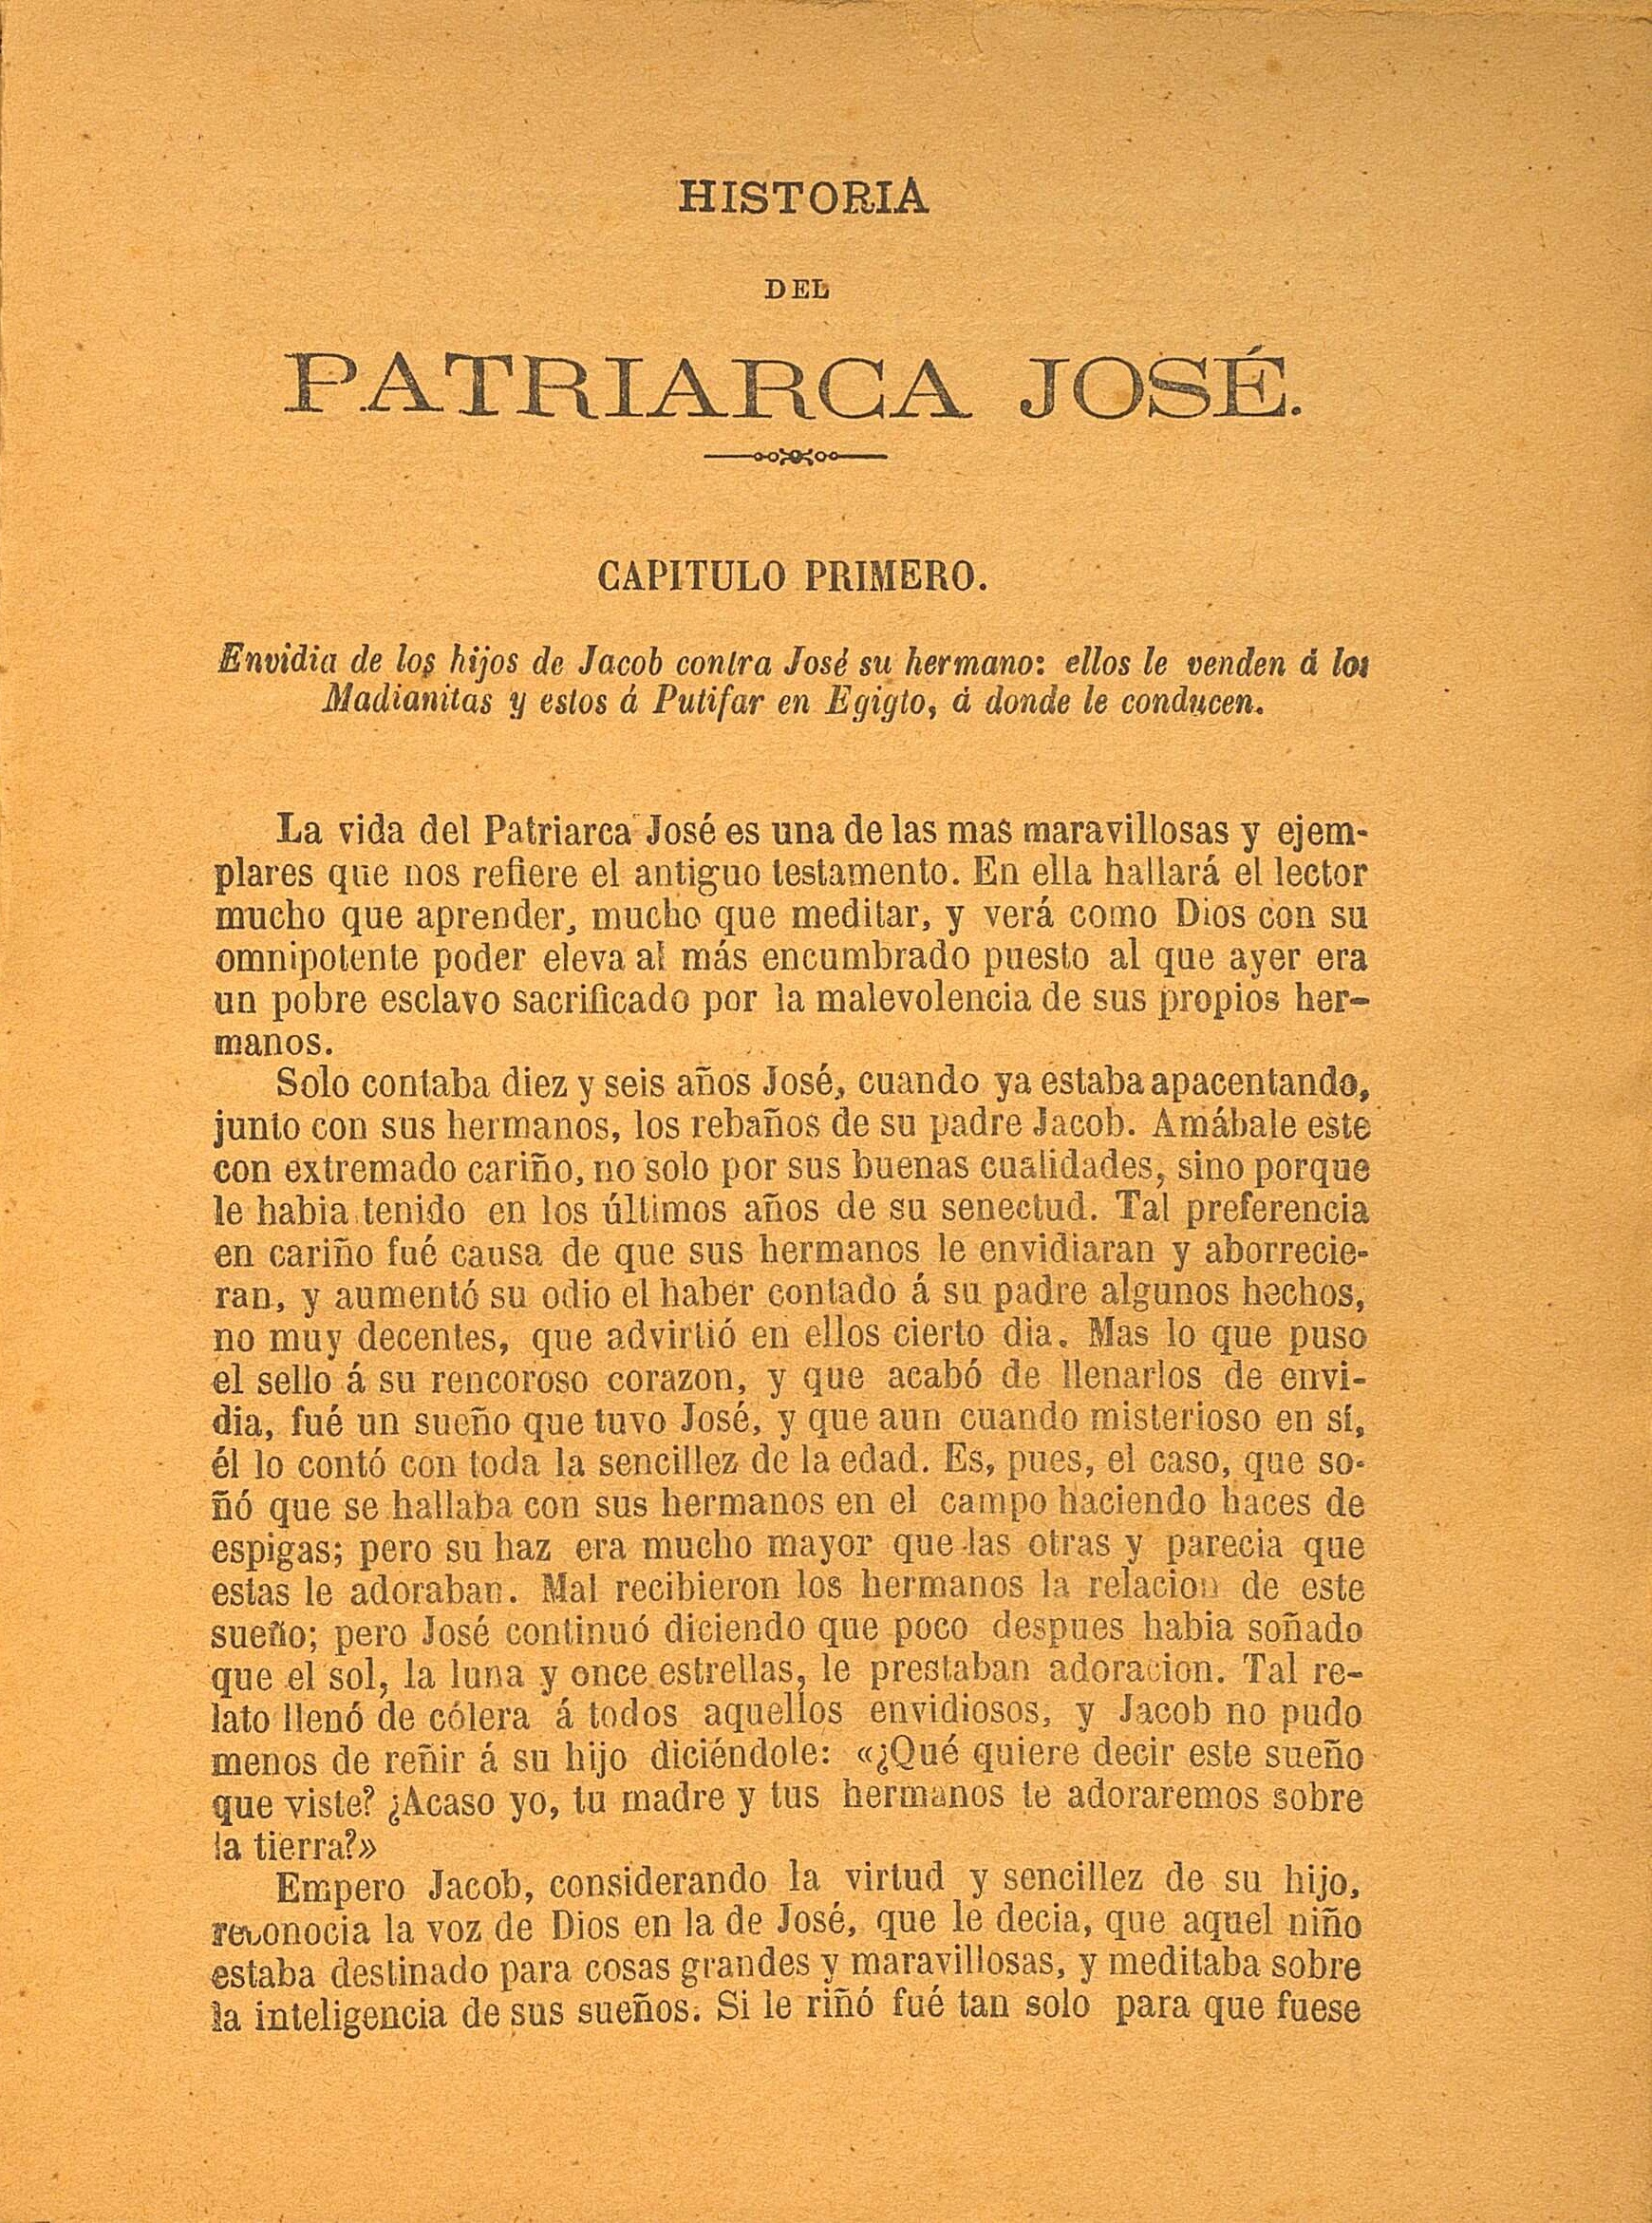 HISTORIA
DEL
PATRIARCA JOSÉ.
CAPITULO PRIMERO.
Envidia de los hijos de Jacob contra José su hermano: ellos le venden á los
Madianitas y estos á Putifar en Egigto, á donde le conducen.
La vida del Patriarca José es una de las mas maravillosas y ejem-
plares que nos refiere el antiguo testamento. En ella hallará el lector
mucho que aprender, mucho que meditar, y verá como Dios con su
omnipotente poder eleva al más encumbrado puesto al que ayer era
un pobre esclavo sacrificado por la malevolencia de sus propios her-
manos.
Solo contaba diez y seis años José, cuando ya estaba apacentando,
junto con sus hermanos, los rebaños de su padre Jacob. Amábale este
con extremado cariño, no solo por sus buenas cualidades, sino porque
le habia tenido en los últimos años de su senectud. Tal preferencia
en cariño fué causa de que sus hermanos le envidiaran y aborrecie-
ran, y aumentó su odio el haber contado á su padre algunos hechos,
no muy decentes, que advirtió en ellos cierto dia. Mas lo que puso
el sello á su rencoroso corazon, y que acabó de llenarlos de envi-
dia, fué un sueño que tuvo José, y que aun cuando misterioso en sí,
él lo contó con toda la sencillez de la edad. Es, pues, el caso, que so-
ñó que se hallaba con sus hermanos en el campo haciendo haces de
espigas; pero su haz era mucho mayor que las otras y parecia que
estas le adoraban. Mal recibieron los hermanos la relacion de este
sueño; pero José continuó diciendo que poco despues habia soñado
que el sol, la luna y once estrellas, le prestaban adoracion. Tal re-
lato llenó de cólera á todos aquellos envidiosos, y Jacob no pudo
menos de reñir á su hijo diciéndole: «¿Qué quiere decir este sueño
que viste? ¿Acaso yo, tu madre y tus hermanos te adoraremos sobre
la tierra?»
Empero Jacob, considerando la virtud y sencillez de su hijo,
reconocia la voz de Dios en la de José, que le decia, que aquel niño
estaba destinado para cosas grandes y maravillosas, y meditaba sobre
la inteligencia de sus sueños. Si le riñó fué tan solo para que fuese